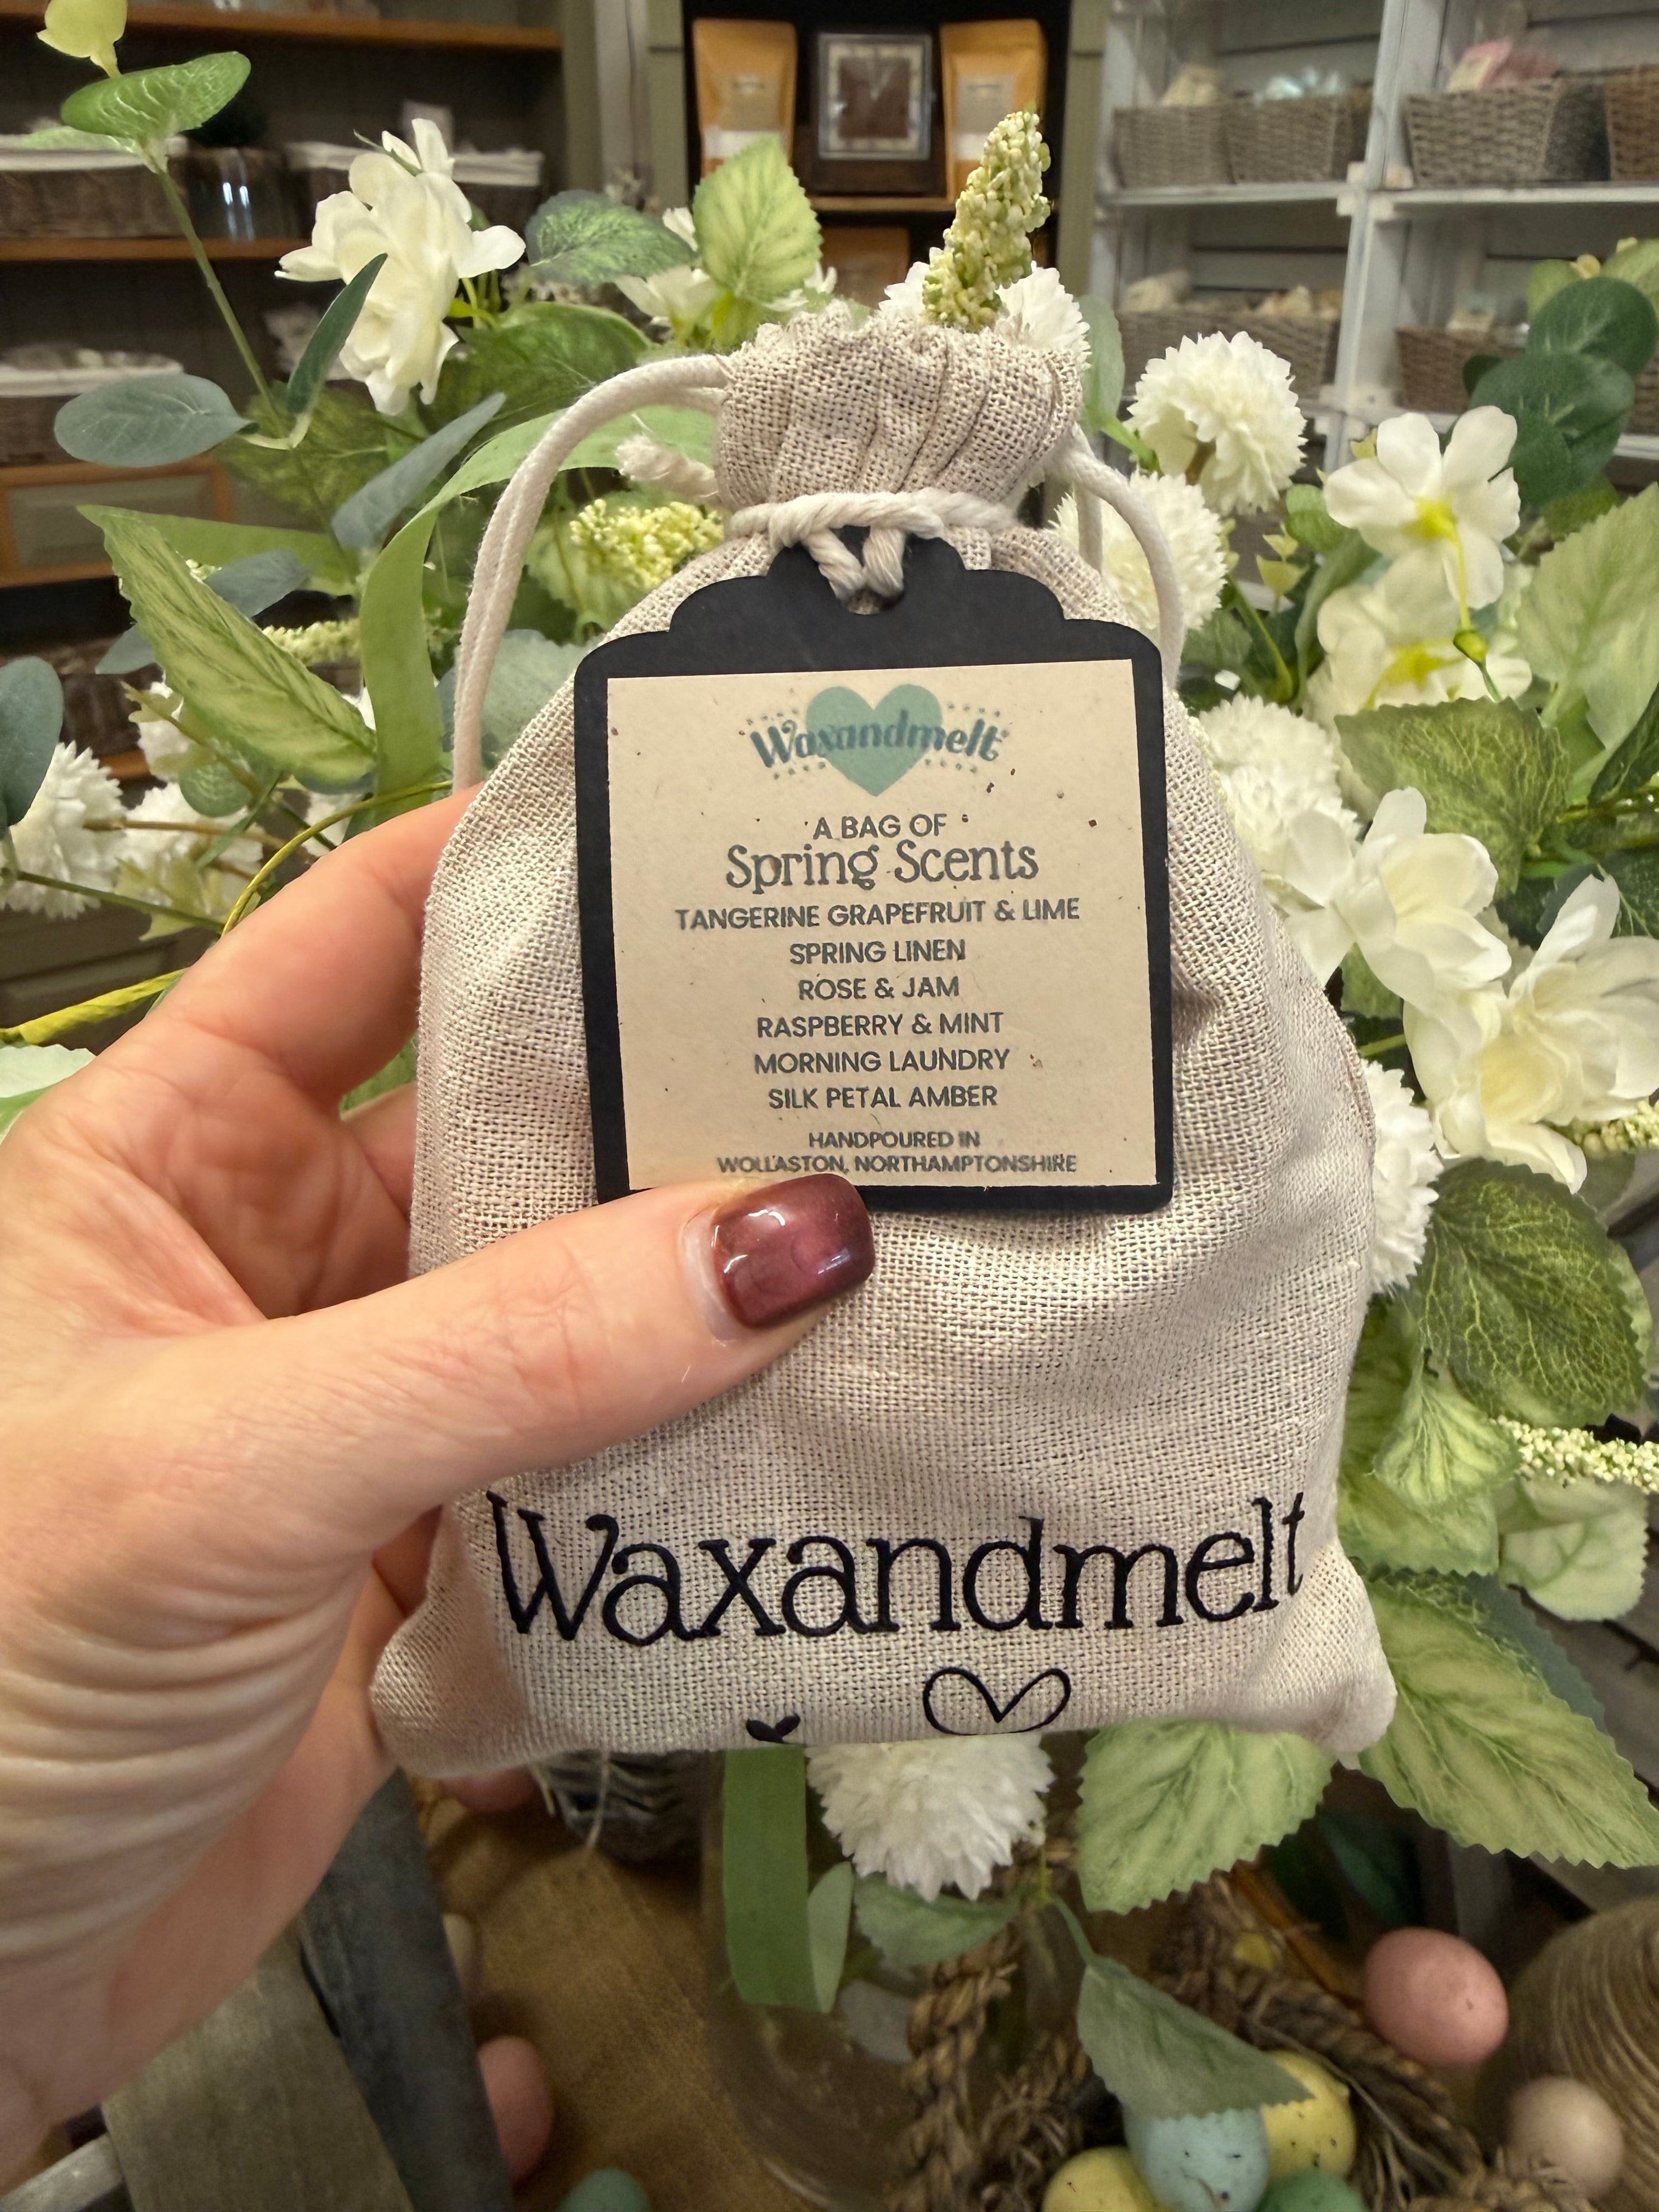 Waxandmelt
A BAG OF
Spring Scents
TANGERINE GRAPEFRUIT & LIME
SPRING LINEN
ROSE & JAM
RASPBERRY & MINT
MORNING LAUNDRY
SILK PETAL AMBER
HANDPOURED IN
WOLLASTON, NORTHAMPTONSHIRE
Waxandmelt